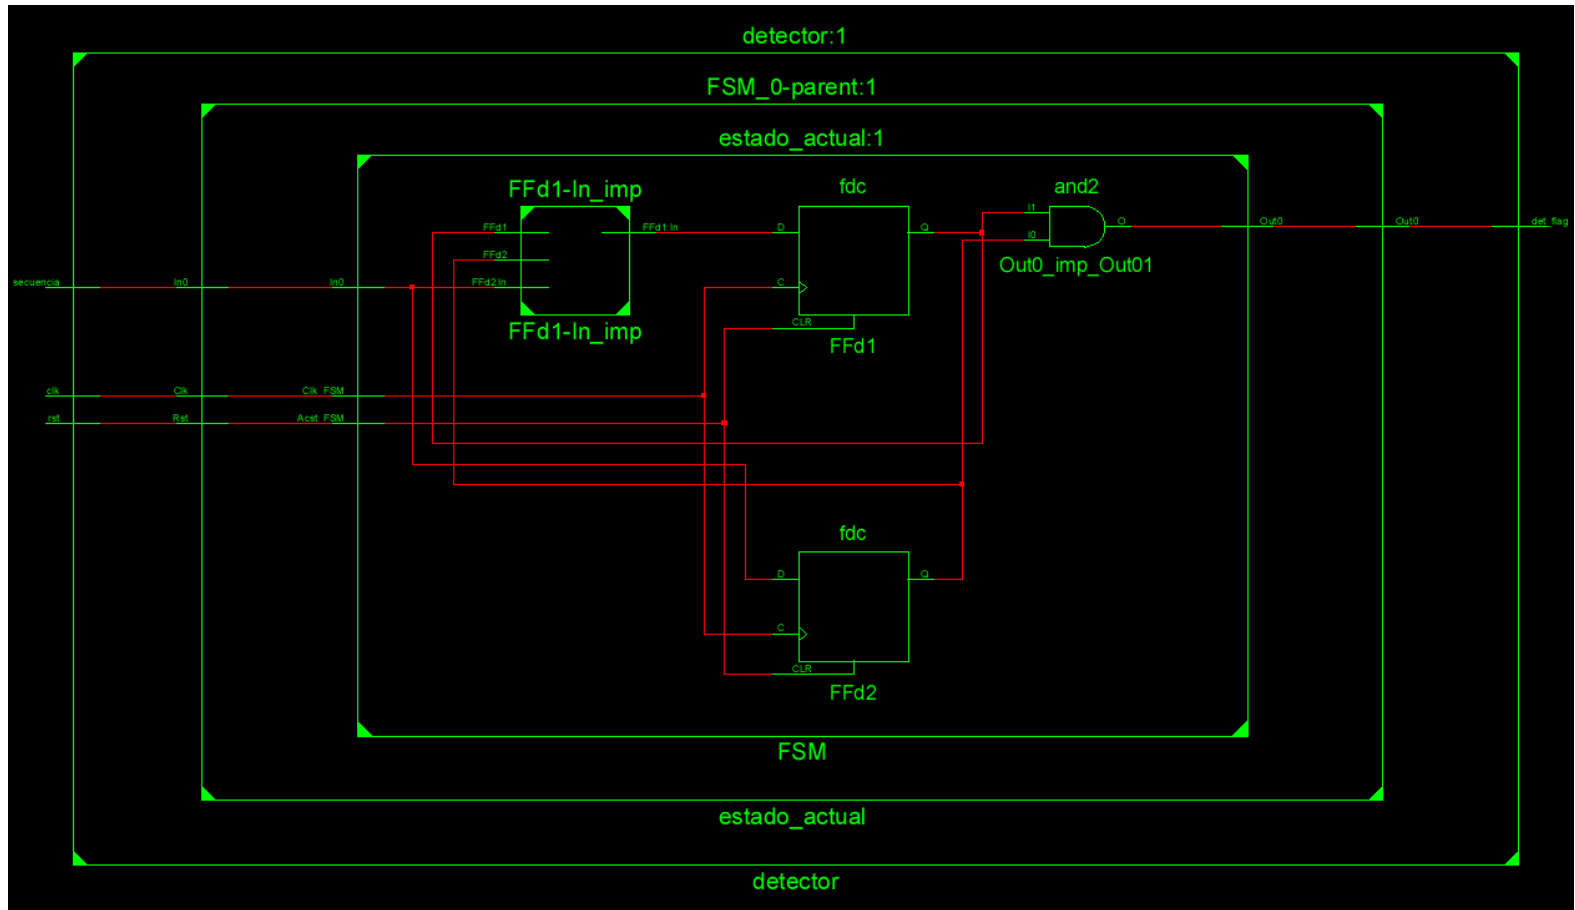 detector:1
FSM_0-parent:1
estado_actual:1
FFd1-In_imp
fdc
and2
FFd1
FFd1:In
D
Q
I1
O
Out0
Out0
det_flag
FFd2
I0
Out0_imp_Out01
secuencia
In0
In0
FFd2:In
C
CLR
FFd1-In_imp
FFd1
clk
Clk
Clk_FSM
rst
Rst
Acst_FSM
fdc
D
Q
C
CLR
FFd2
FSM
estado_actual
detector